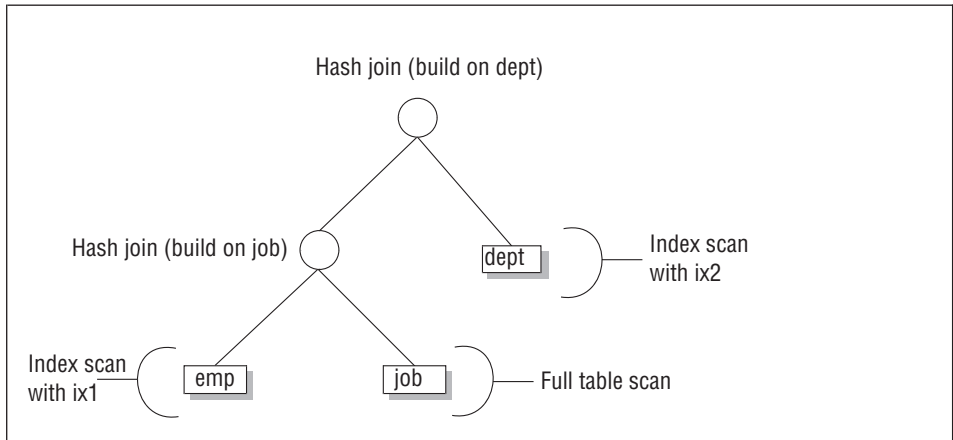 Hash join (build on dept)
Hash join (build on job)
dept
Index scan
with ix2
Index scan
with ix1
emp
job
Full table scan